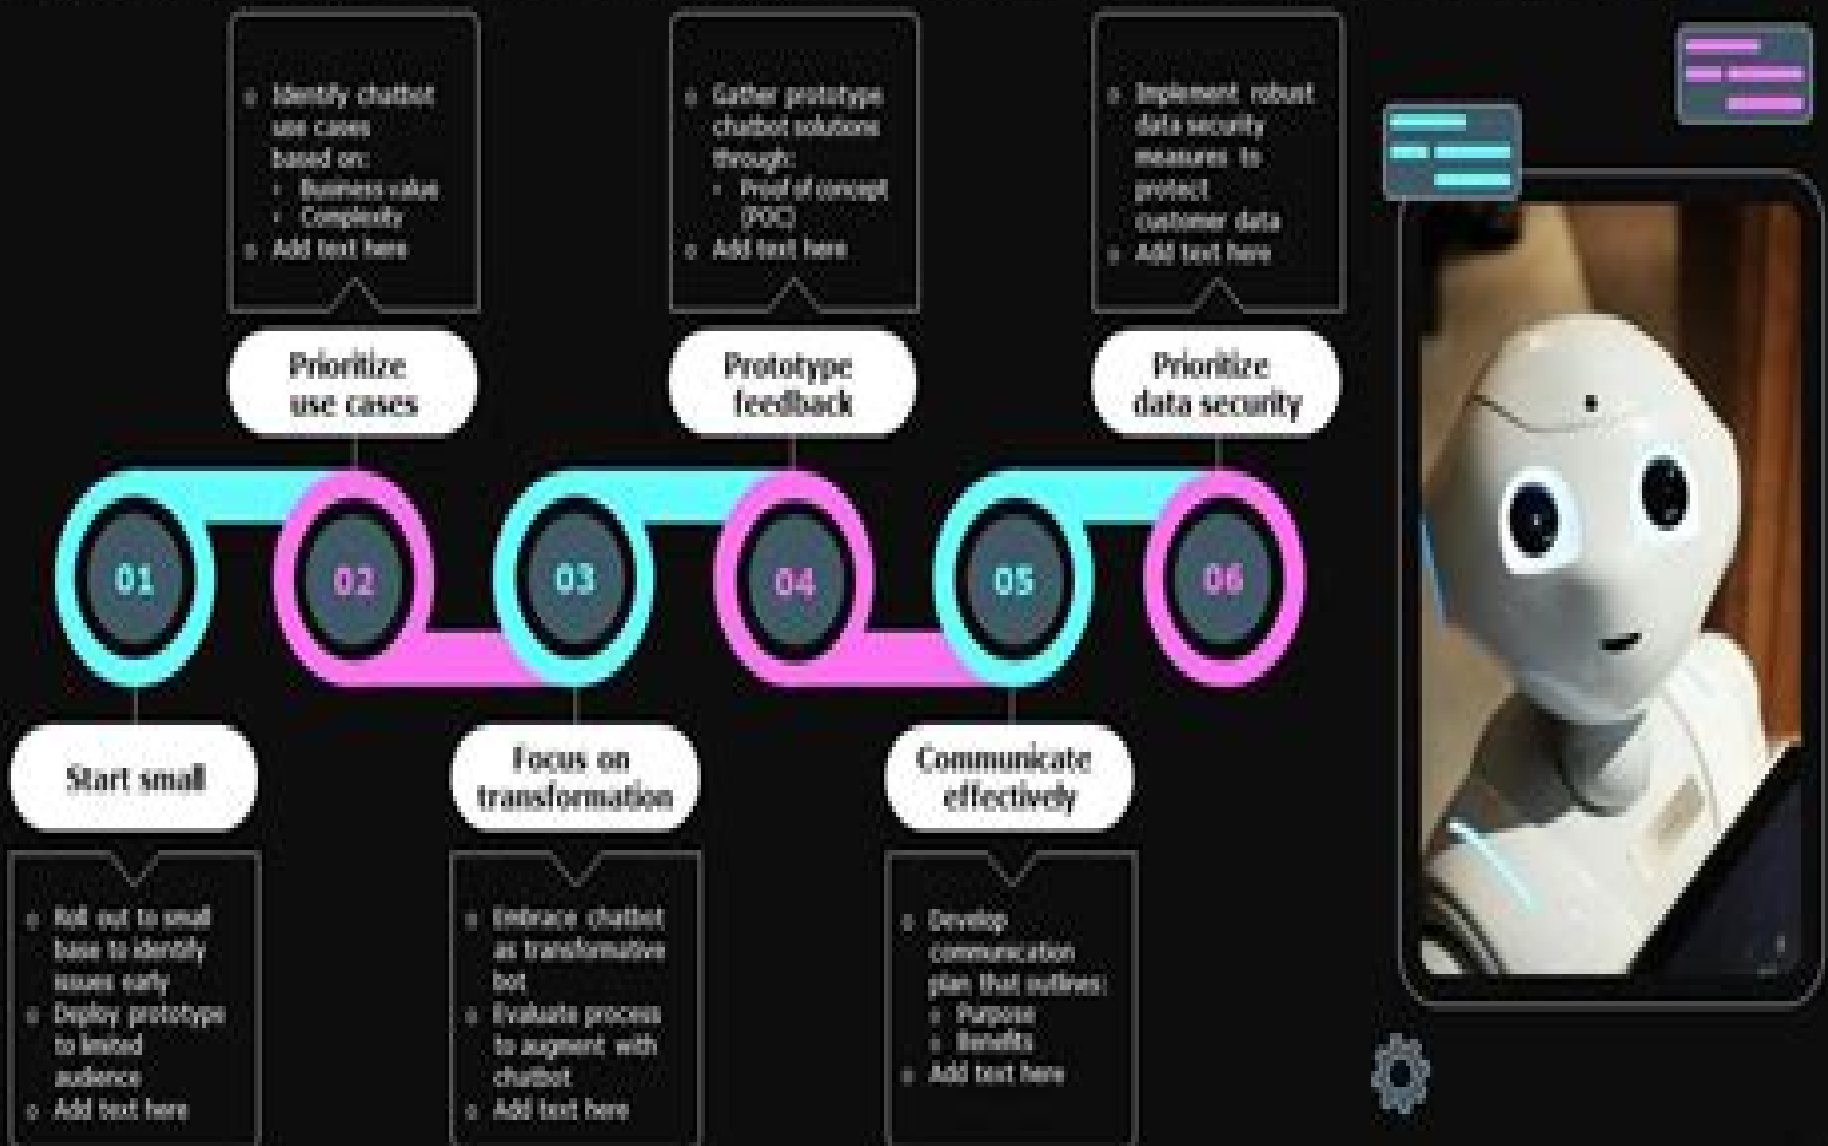 Identify chatbot
use cases
based on:
Business value
Complexity
Add text here
Prioritize
use cases
Gather prototype
chatbot solutions
through:
Proof of concept
(POC)
Add text here
Prototype
feedback
Implement robust
data security
measures to
protect
customer data
Add text here
Prioritize
data security
01
02
03
04
05
06
Start small
Roll out to small
base to identify
issues early
Deploy prototype
to limited
audience
Add text here
Focus on
transformation
Embrace chatbot
as transformative
bot
Evaluate process
to augment with
chatbot
Add text here
Communicate
effectively
Develop
communication
plan that outlines:
Purpose
Benefits
Add text here